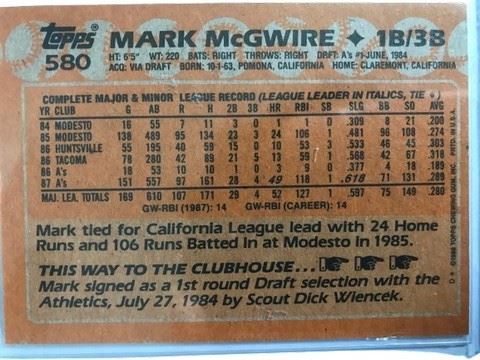 Topps MARK McGWIRE ✦ 1B/3B
580 HT: 6'5" WT: 220 BATS: RIGHT THROWS: RIGHT DRFT: A's #1-JUNE, 1984
ACQ: VIA DRAFT BORN: 10-1-63, POMONA, CALIFORNIA HOME: CLAREMONT, CALIFORNIA
COMPLETE MAJOR & MINOR LEAGUE RECORD (LEAGUE LEADER IN ITALICS, TIE ♦)
YR CLUB G AB R H 2B 3B HR RBI SB SLG BB SO AVG
84 MODESTO 16 55 7 11 3 0 1 1 0 .309 8 21 .200
85 MODESTO 138 489 95 134 23 3 24 106 1 .481 96 108 .274
86 HUNTSVILLE 55 195 40 59 15 0 10 53 3 .533 46 45 .303
86 TACOMA 78 280 42 89 21 5 13 59 1 .568 42 67 .318
86 A's 18 53 10 10 1 0 3 9 0 .377 4 18 .189
87 A's 151 557 97 161 28 4 49 118 1 .618 71 131 .289
MAJ. LEA. TOTALS 169 610 107 171 29 4 52 127 1 .597 75 149 .280
GW-RBI (1987): 14 GW-RBI (CAREER): 14
Mark tied for California League lead with 24 Home
Runs and 106 Runs Batted In at Modesto in 1985.
THIS WAY TO THE CLUBHOUSE...
Mark signed as a 1st round Draft selection with the
Athletics, July 27, 1984 by Scout Dick Wiencek.